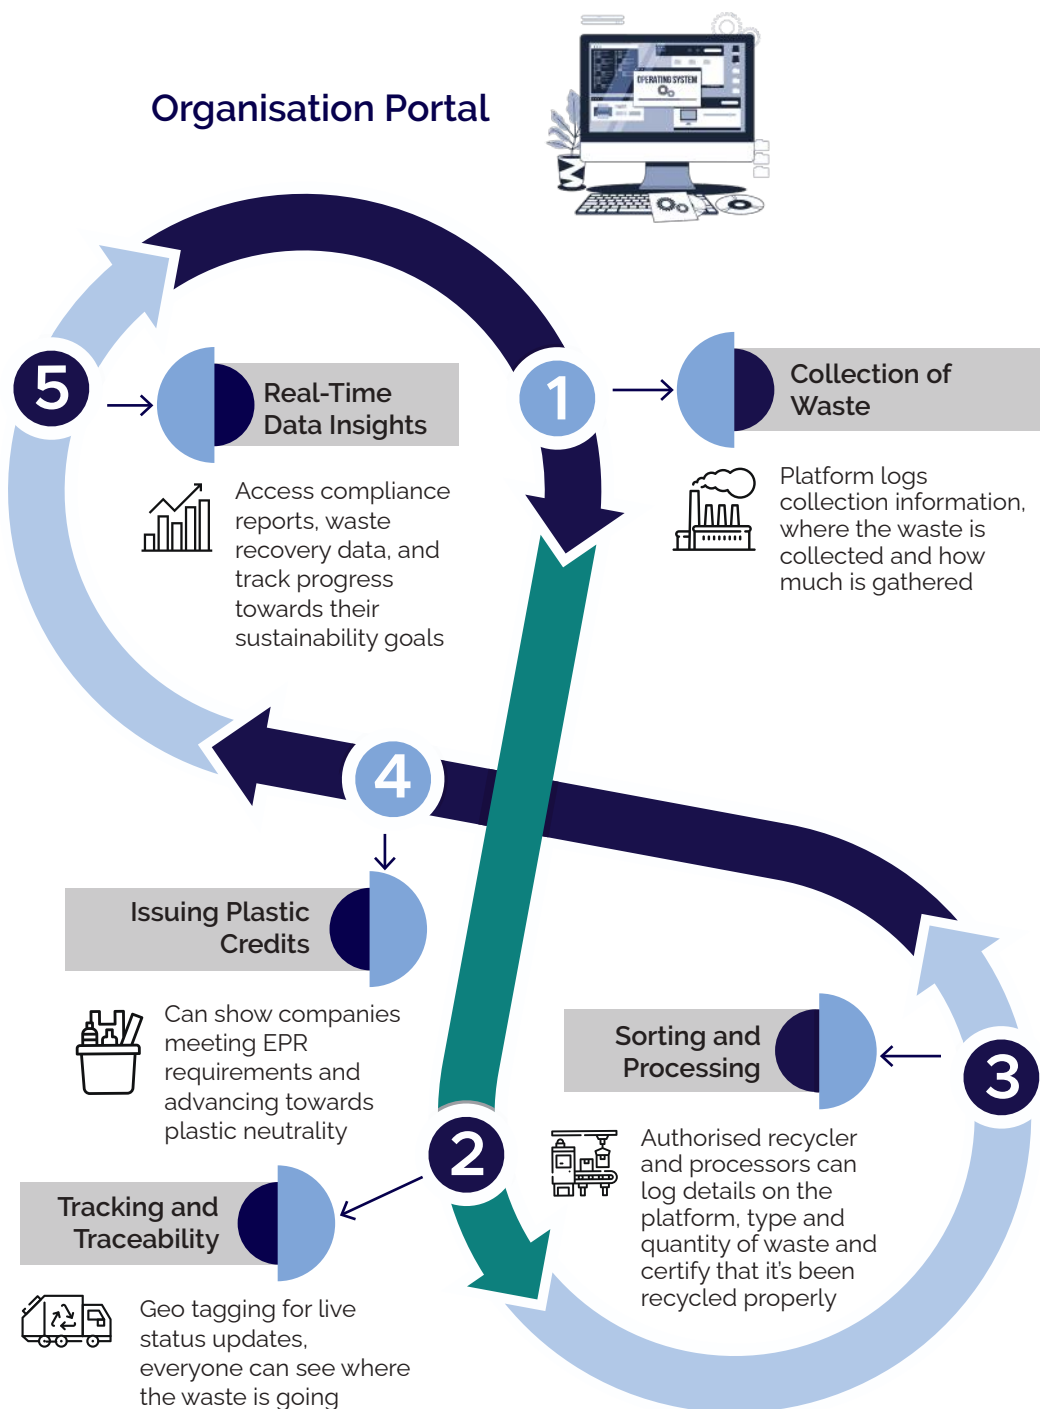 Organisation Portal
OPERATING SYSTEM
1
Collection of
Waste
Platform logs
collection information,
where the waste is
collected and how
much is gathered
5
Real-Time
Data Insights
Access compliance
reports, waste
recovery data, and
track progress
towards their
sustainability goals
4
Issuing Plastic
Credits
Can show companies
meeting EPR
requirements and
advancing towards
plastic neutrality
3
Sorting and
Processing
Authorised recycler
and processors can
log details on the
platform, type and
quantity of waste and
certify that it's been
recycled properly
2
Tracking and
Traceability
Geo tagging for live
status updates,
everyone can see where
the waste is going